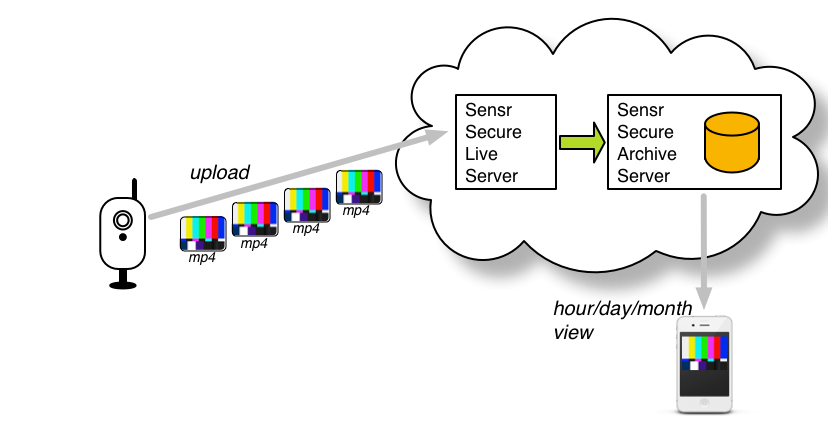 Sensr
Secure
Live
Server
Sensr
Secure
Archive
Server
upload
mp4
mp4
mp4
mp4
hour/day/month
view